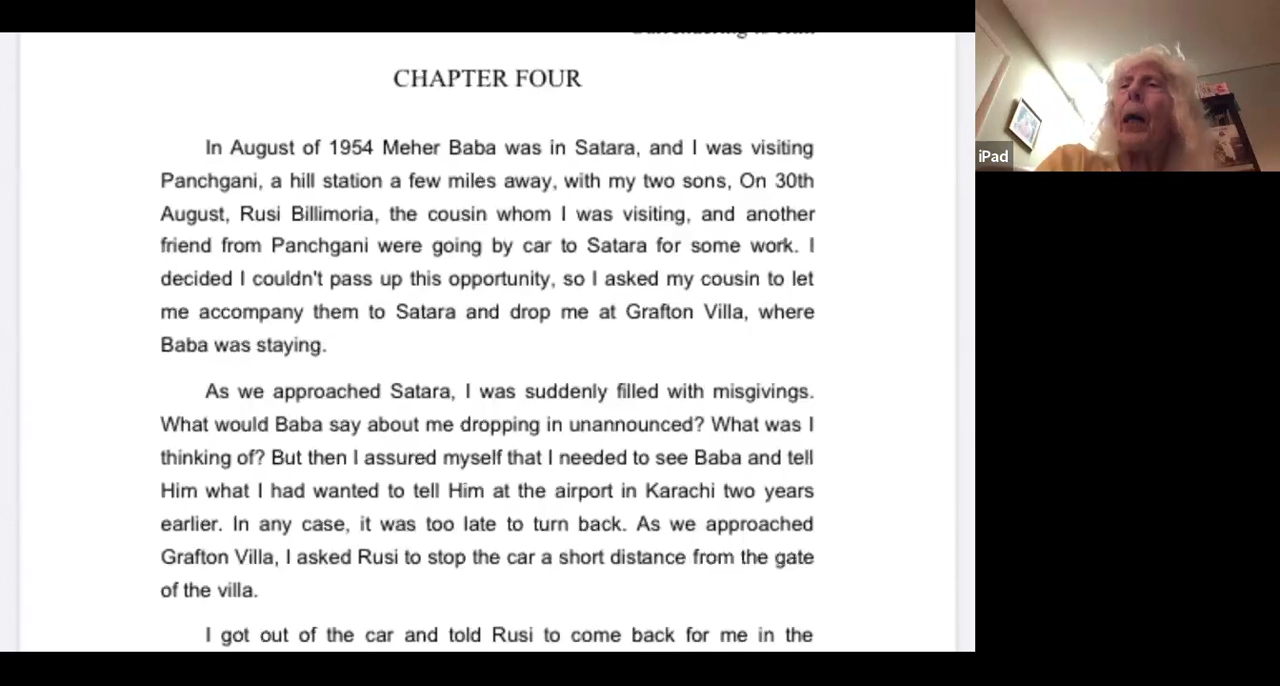 CHAPTER FOUR
In August of 1954 Meher Baba was in Satara, and I was visiting
Panchgani, a hill station a few miles away, with my two sons, On 30th
August, Rusi Billimoria, the cousin whom I was visiting, and another
friend from Panchgani were going by car to Satara for some work. I
decided I couldn't pass up this opportunity, so I asked my cousin to let
me accompany them to Satara and drop me at Grafton Villa, where
Baba was staying.
As we approached Satara, I was suddenly filled with misgivings.
What would Baba say about me dropping in unannounced? What was I
thinking of? But then I assured myself that I needed to see Baba and tell
Him what I had wanted to tell Him at the airport in Karachi two years
earlier. In any case, it was too late to turn back. As we approached
Grafton Villa, I asked Rusi to stop the car a short distance from the gate
of the villa.
I got out of the car and told Rusi to come back for me in the
iPad